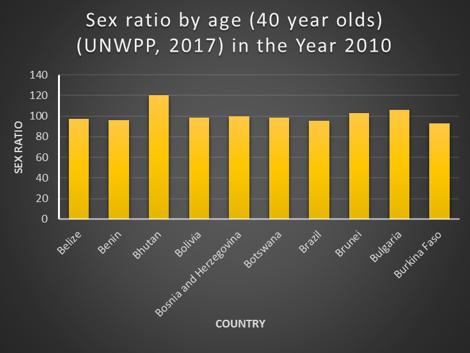 Sex ratio by age (40 year olds)
(UNWPP, 2017) in the Year 2010
140
120
100
80
60
40
20
0
SEX RATIO
Belize
Benin
Bhutan
Bolivia
Bosnia and Herzegovina
Botswana
Brazil
Brunei
Bulgaria
Burkina Faso
COUNTRY